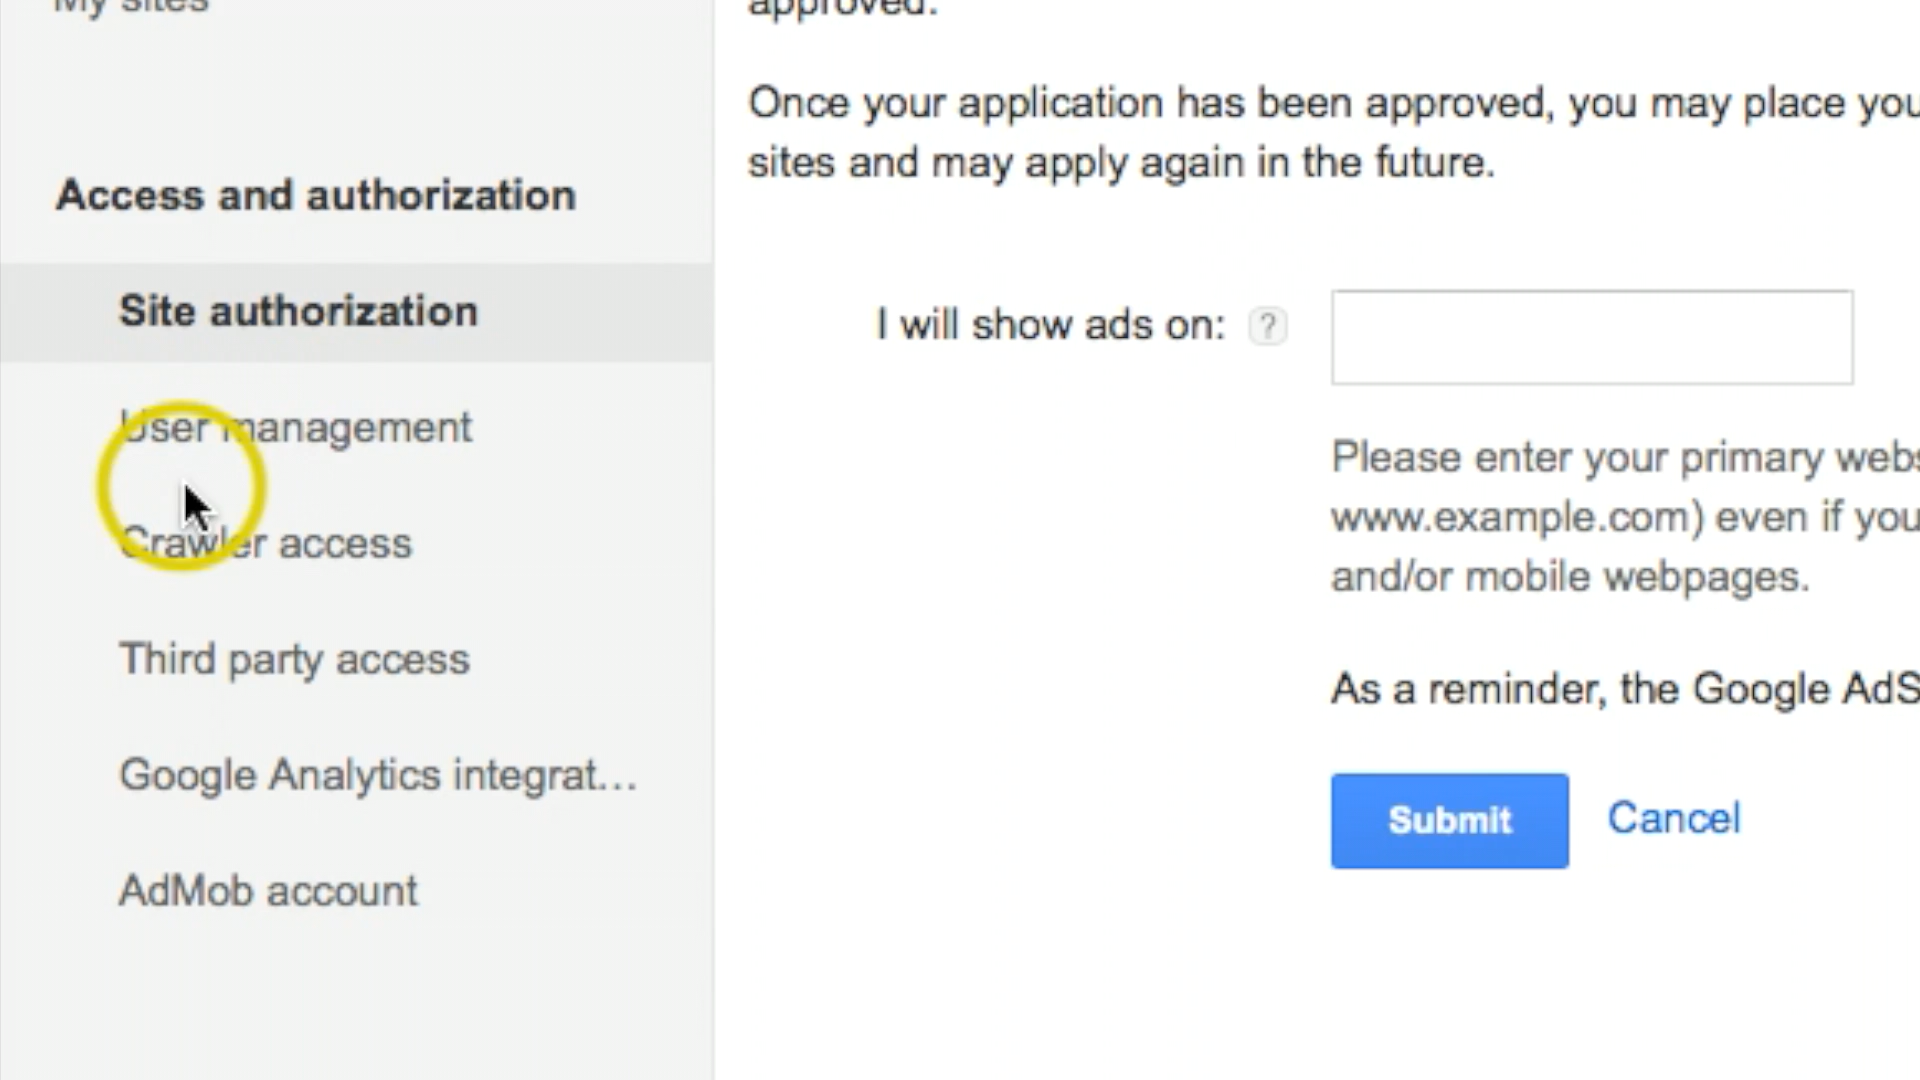 My sites
Access and authorization
Site authorization
User management
Crawler access
Third party access
Google Analytics integrat...
AdMob account
approved.
Once your application has been approved, you may place you
sites and may apply again in the future.
I will show ads on: ?
Please enter your primary webs
www.example.com) even if you
and/or mobile webpages.
As a reminder, the Google AdS
Submit Cancel